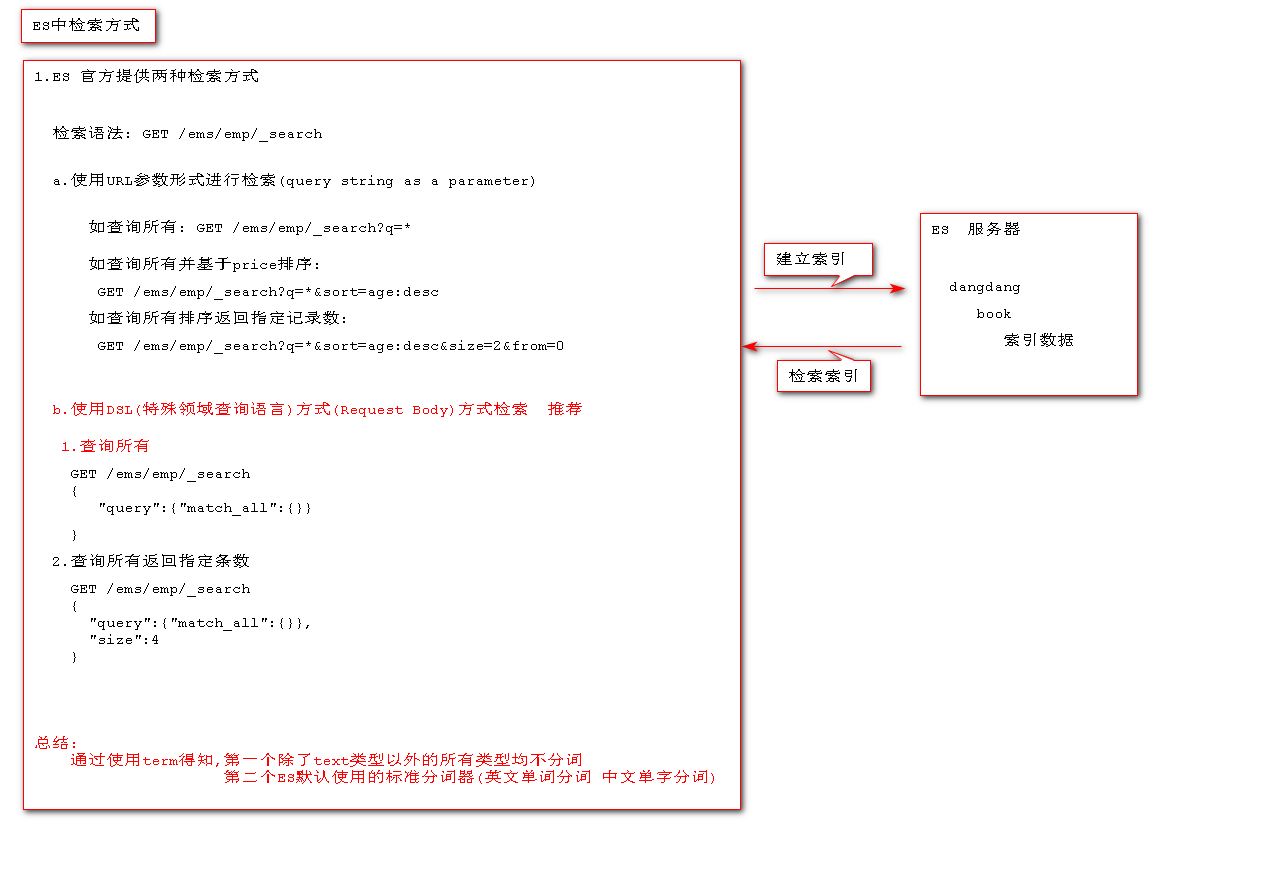 ES中检索方式
1.ES 官方提供两种检索方式
检索语法: GET /ems/emp/_search
a.使用URL参数形式进行检索(query string as a parameter)
如查询所有: GET /ems/emp/_search?q=*
如查询所有并基于price排序:
GET /ems/emp/_search?q=*&sort=age:desc
如查询所有排序返回指定记录数:
GET /ems/emp/_search?q=*&sort=age:desc&size=2&from=0
b.使用DSL(特殊领域查询语言)方式(Request Body)方式检索 推荐
1.查询所有
GET /ems/emp/_search
{
"query":{"match_all":{}}
}
2.查询所有返回指定条数
GET /ems/emp/_search
{
"query":{"match_all":{}},
"size":4
}
总结:
通过使用term得知,第一个除了text类型以外的所有类型均不分词
第二个ES默认使用的标准分词器(英文单词分词 中文单字分词)
建立索引
检索索引
ES 服务器
dangdang
book
索引数据